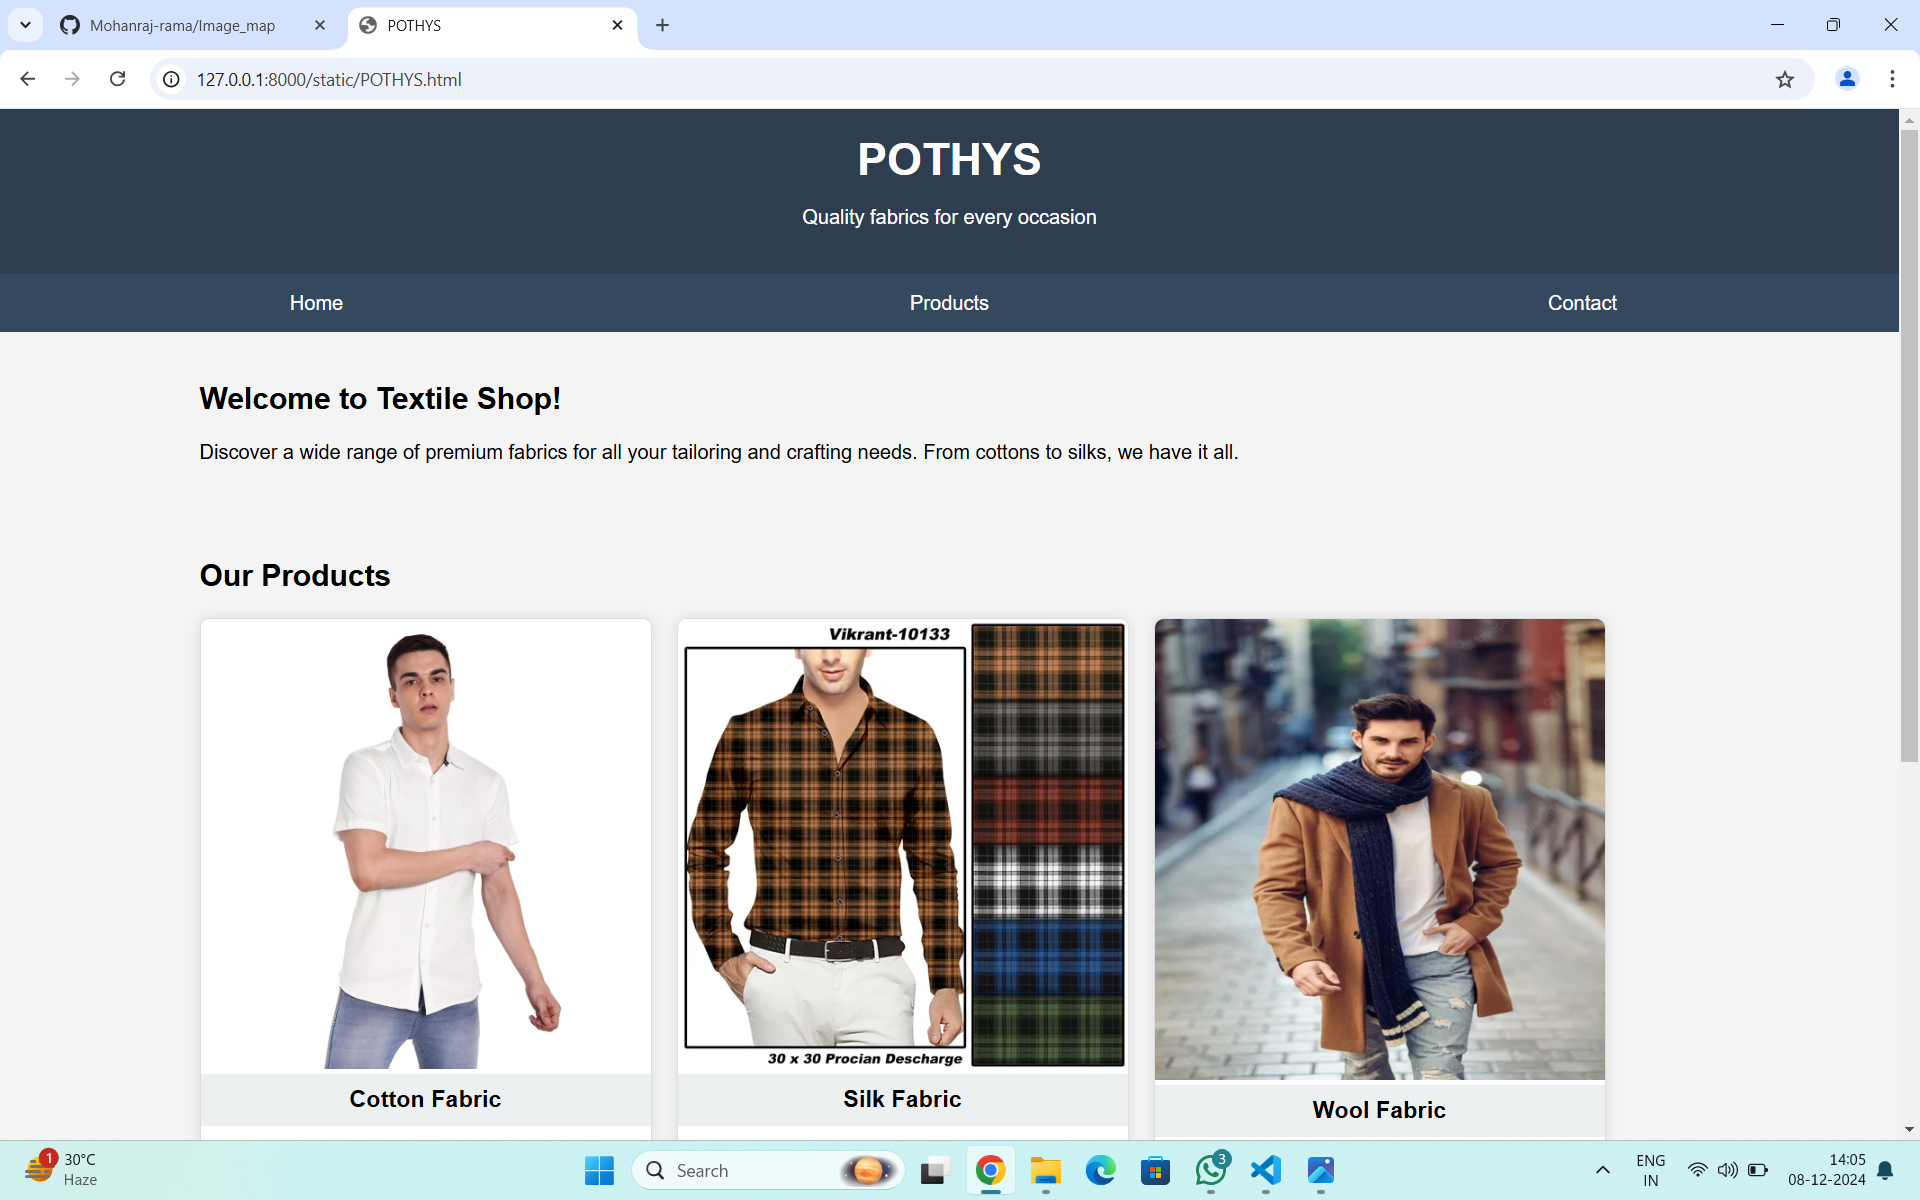 Mohanraj-rama/Image_map
POTHYS
127.0.0.1:8000/static/POTHYS.html
POTHYS
Quality fabrics for every occasion
Home
Products
Contact
Welcome to Textile Shop!
Discover a wide range of premium fabrics for all your tailoring and crafting needs. From cottons to silks, we have it all.
Our Products
Vikrant-10133
30 x 30 Procian Descharge
Cotton Fabric
Silk Fabric
Wool Fabric
1
30°C
Haze
Search
3
ENG
IN
14:05
08-12-2024